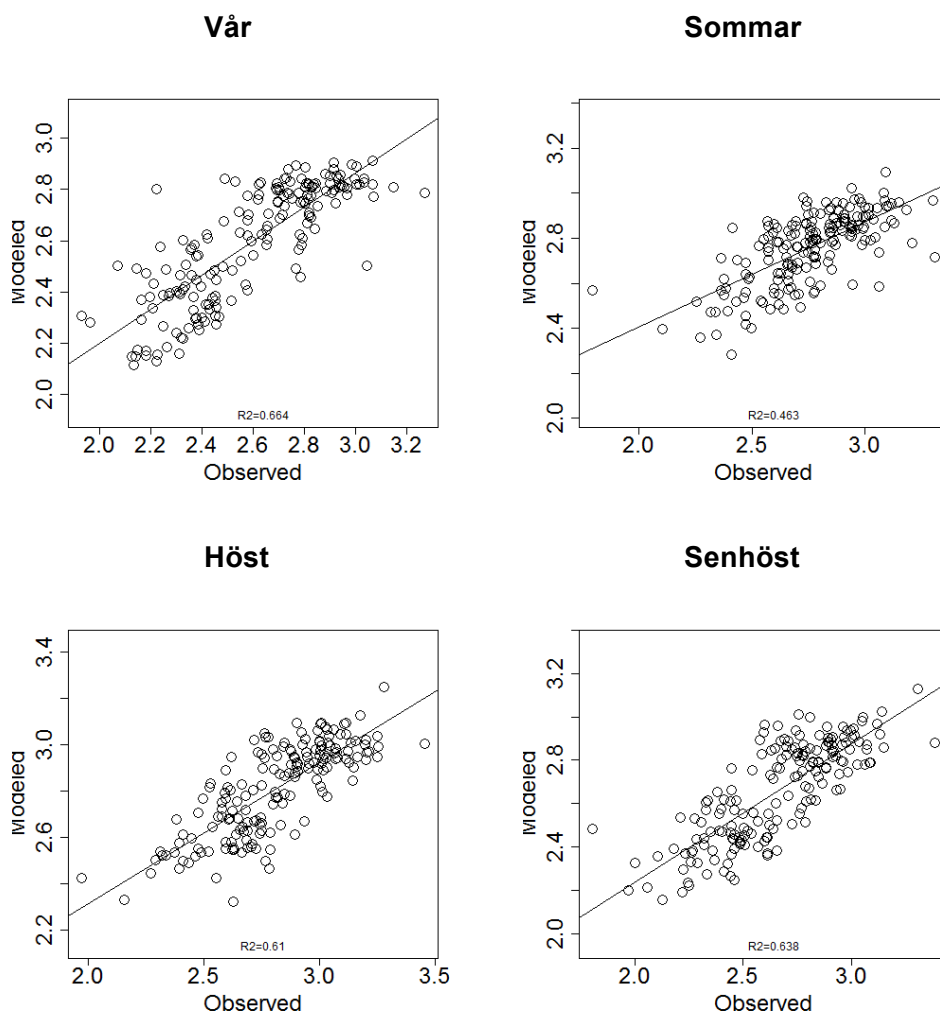 Vår
Sommar
Modeled
3.0
2.8
2.6
2.4
2.2
2.0
R2=0.664
2.0 2.2 2.4 2.6 2.8 3.0 3.2
Observed
Modeled
3.2
2.8
2.4
2.0
R2=0.463
2.0 2.5 3.0
Observed
Höst
Senhöst
Modeled
3.4
3.0
2.6
2.2
R2=0.61
2.0 2.5 3.0 3.5
Observed
Modeled
3.2
2.8
2.4
2.0
R2=0.638
2.0 2.5 3.0
Observed